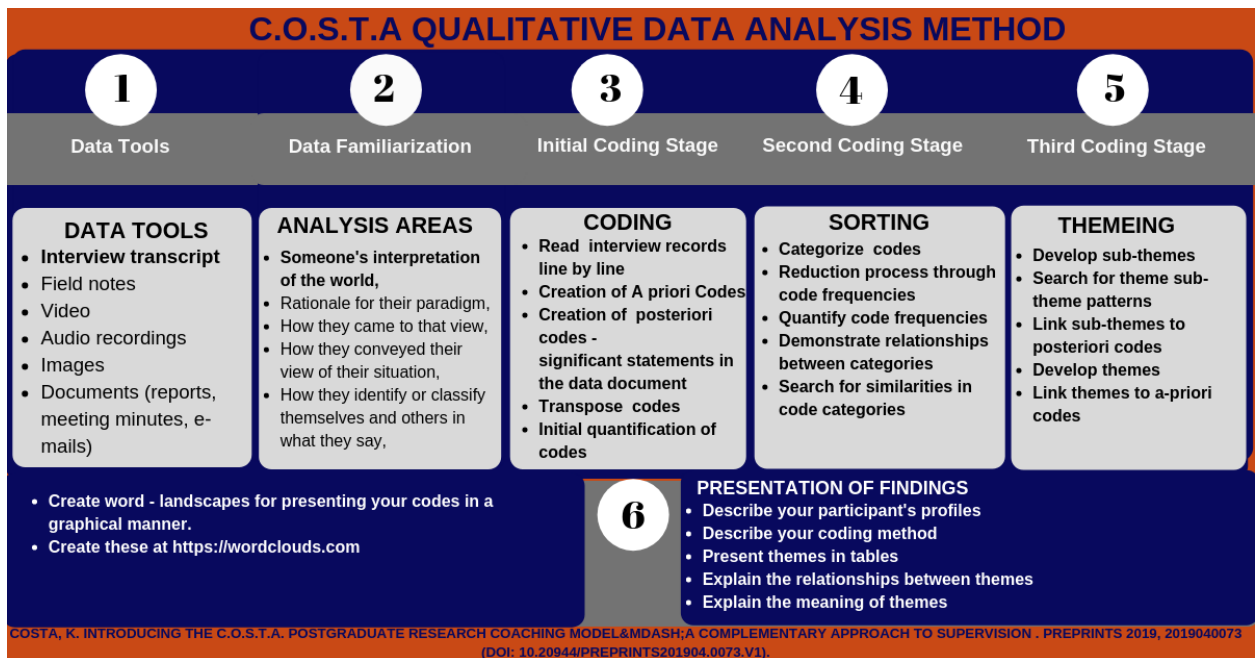 C.O.S.T.A QUALITATIVE DATA ANALYSIS METHOD
1
Data Tools
2
Data Familiarization
3
Initial Coding Stage
4
Second Coding Stage
5
Third Coding Stage
DATA TOOLS
• Interview transcript
• Field notes
• Video
• Audio recordings
• Images
• Documents (reports,
meeting minutes, e-
mails)
ANALYSIS AREAS
• Someone's interpretation
of the world,
• Rationale for their paradigm,
• How they came to that view,
• How they conveyed their
view of their situation,
• How they identify or classify
themselves and others in
what they say,
CODING
• Read interview records
line by line
• Creation of A priori Codes
• Creation of posteriori
codes -
significant statements in
the data document
• Transpose codes
• Initial quantification of
codes
SORTING
• Categorize codes
• Reduction process through
code frequencies
• Quantify code frequencies
• Demonstrate relationships
between categories
• Search for similarities in
code categories
THEMEING
• Develop sub-themes
• Search for theme sub-
theme patterns
• Link sub-themes to
posteriori codes
• Develop themes
• Link themes to a-priori
codes
• Create word - landscapes for presenting your codes in a
graphical manner.
• Create these at https://wordclouds.com
6
PRESENTATION OF FINDINGS
• Describe your participant's profiles
• Describe your coding method
• Present themes in tables
• Explain the relationships between themes
• Explain the meaning of themes
COSTA, K. INTRODUCING THE C.O.S.T.A. POSTGRADUATE RESEARCH COACHING MODEL&MDASH;A COMPLEMENTARY APPROACH TO SUPERVISION . PREPRINTS 2019, 2019040073
(DOI: 10.20944/PREPRINTS201904.0073.V1).